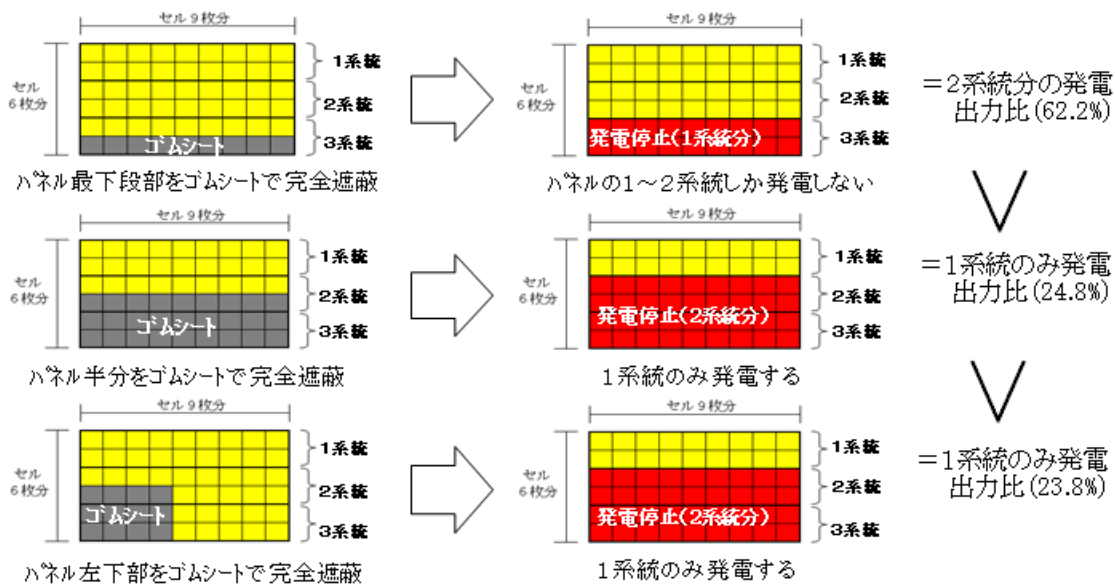 セル９枚分
セル
６枚分
1系統
2系統
3系統
ゴムシート
パネル最下段部をゴムシートで完全遮蔽
セル９枚分
セル
６枚分
1系統
2系統
3系統
発電停止(1系統分)
パネルの1～2系統しか発電しない
＝2系統分の発電
出力比(62.2%)
セル９枚分
セル
６枚分
1系統
2系統
3系統
ゴムシート
パネル半分をゴムシートで完全遮蔽
セル９枚分
セル
６枚分
1系統
2系統
3系統
発電停止(2系統分)
1系統のみ発電する
＝1系統のみ発電
出力比(24.8%)
セル９枚分
セル
６枚分
1系統
2系統
3系統
ゴムシート
パネル左下部をゴムシートで完全遮蔽
セル９枚分
セル
６枚分
1系統
2系統
3系統
発電停止(2系統分)
1系統のみ発電する
＝1系統のみ発電
出力比(23.8%)